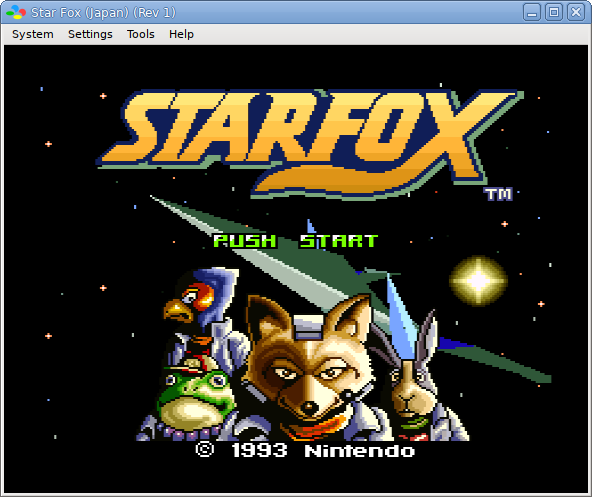 Star Fox (Japan) (Rev 1)
System Settings Tools Help
STARFOX
TM
PUSH START
© 1993 Nintendo